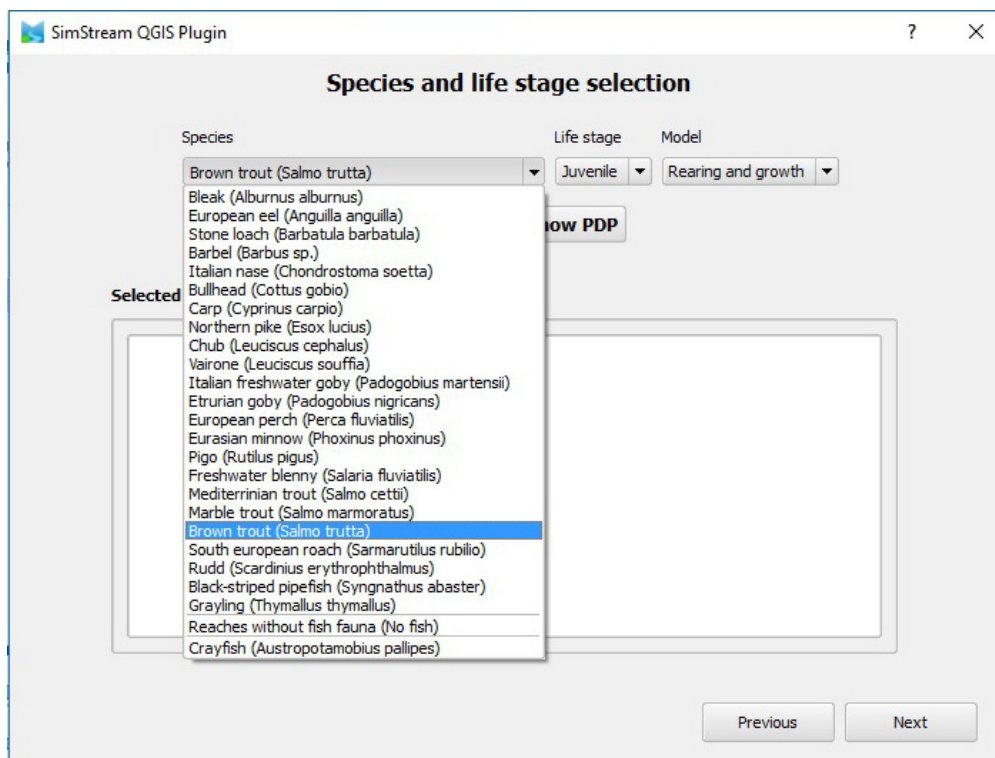 SimStream QGIS Plugin
?
Species and life stage selection
Species Life stage Model
Brown trout (Salmo trutta) Juvenile Rearing and growth
Bleak (Alburnus alburnus)
European eel (Anguilla anguilla)
Stone loach (Barbatula barbatula)
Barbel (Barbus sp.)
Italian nase (Chondrostoma soetta)
Bullhead (Cottus gobio)
Carp (Cyprinus carpio)
Northern pike (Esox lucius)
Chub (Leuciscus cephalus)
Vairone (Leuciscus souffia)
Italian freshwater goby (Padogobius martensii)
Etrurian goby (Padogobius nigricans)
European perch (Perca fluviatilis)
Eurasian minnow (Phoxinus phoxinus)
Pigo (Rutilus pigus)
Freshwater blenny (Salaria fluviatilis)
Mediterrinian trout (Salmo cettii)
Marble trout (Salmo marmoratus)
Brown trout (Salmo trutta)
South european roach (Sarmarutilus rubilio)
Rudd (Scardinius erythrophthalmus)
Black-striped pipefish (Syngnathus abaster)
Grayling (Thymallus thymallus)
Reaches without fish fauna (No fish)
Crayfish (Austropotamobius pallipes)
PDP
Selected
Previous Next